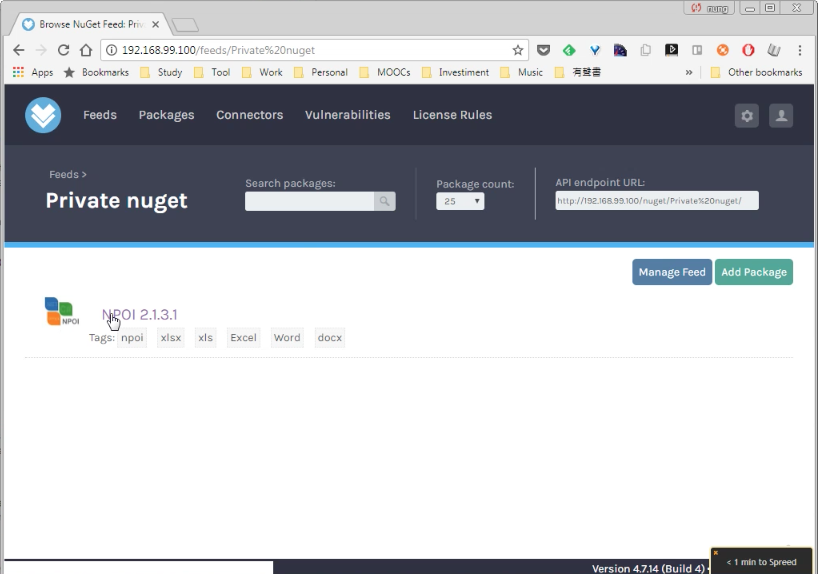 nung
Browse NuGet Feed: Priv
192.168.99.100/feeds/Private%20nuget
Apps Bookmarks Study Tool Work Personal MOOCs Investiment Music 有聲書 » Other bookmarks
Feeds Packages Connectors Vulnerabilities License Rules
Feeds >
Private nuget
Search packages:
Package count:
25
API endpoint URL:
http://192.168.99.100/nuget/Private%20nuget/
Manage Feed Add Package
NPOI
NPOI 2.1.3.1
Tags: npoi xlsx xls Excel Word docx
Version 4.7.14 (Build 4) •
< 1 min to Spreed